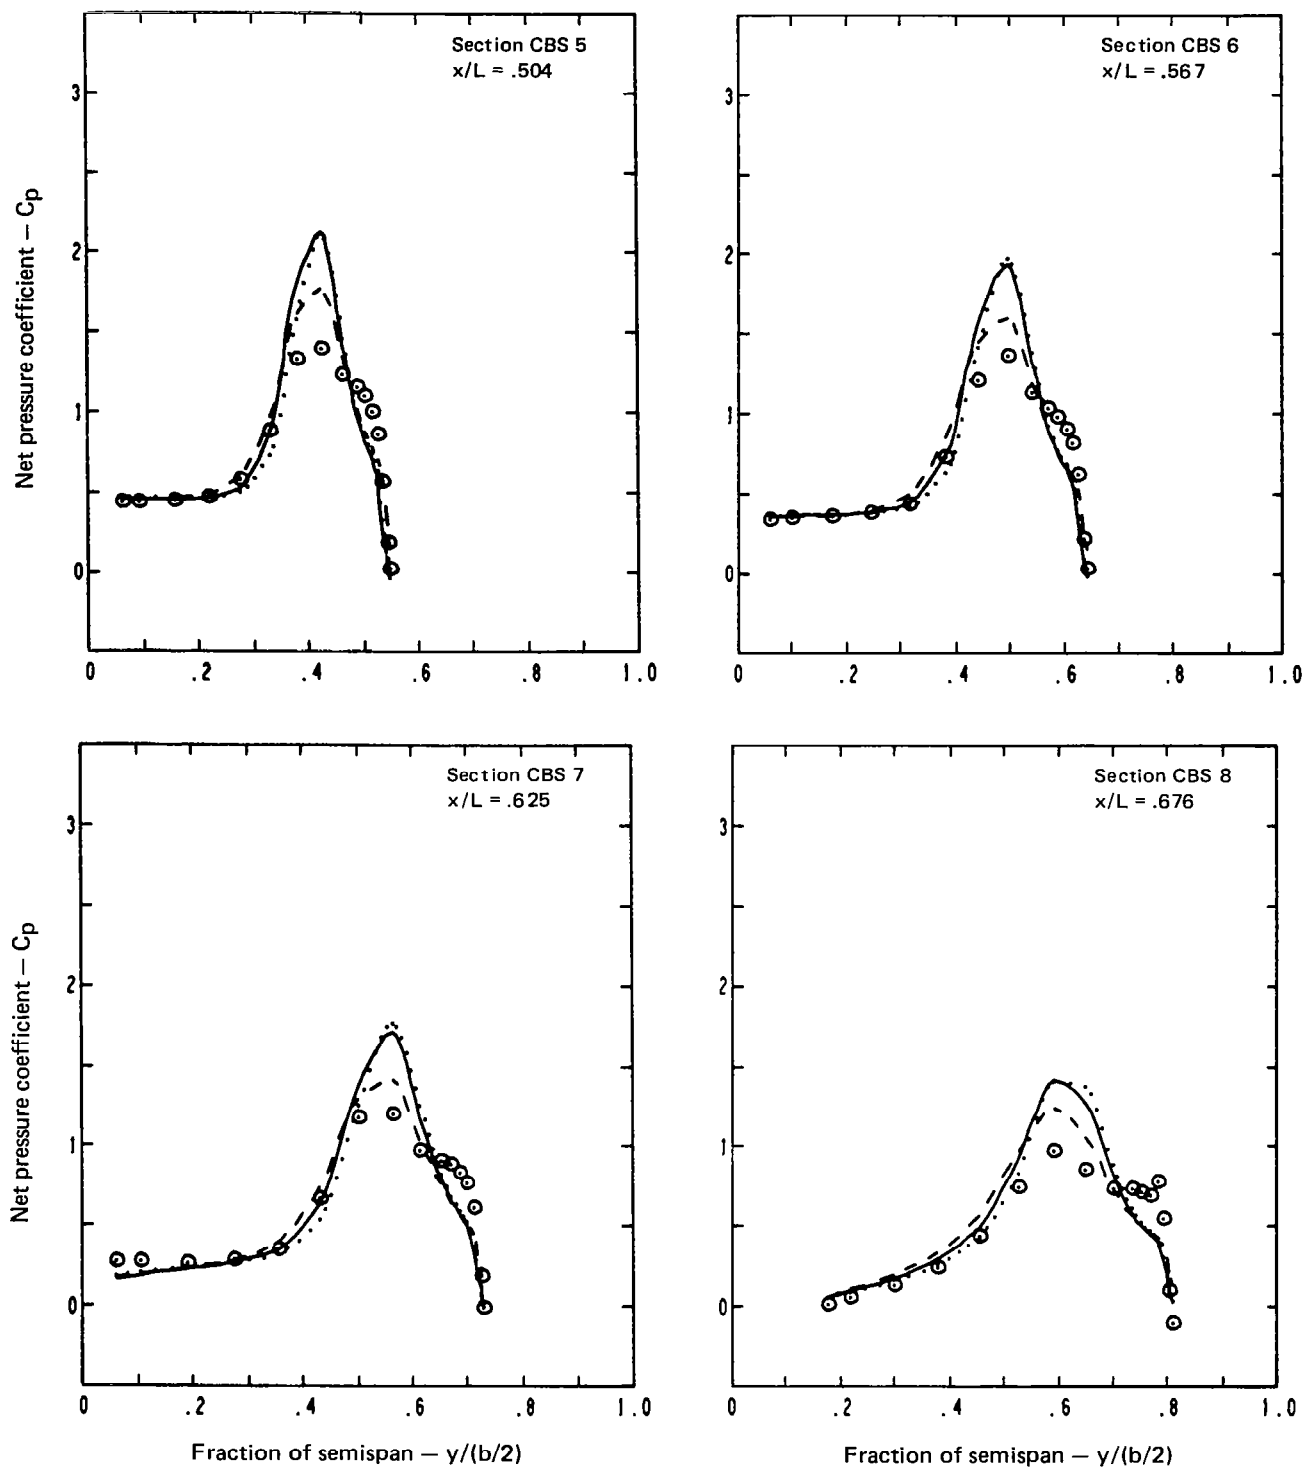 Section CBS 5
x/L = .504
3
2
1
0
Net pressure coefficient — Cp
0 .2 .4 .6 .8 1.0
Section CBS 6
x/L = .567
3
2
1
0
0 .2 .4 .6 .8 1.0
Section CBS 7
x/L = .625
3
2
1
0
Net pressure coefficient — Cp
0 .2 .4 .6 .8 1.0
Fraction of semispan — y/(b/2)
Section CBS 8
x/L = .676
3
2
1
0
0 .2 .4 .6 .8 1.0
Fraction of semispan — y/(b/2)